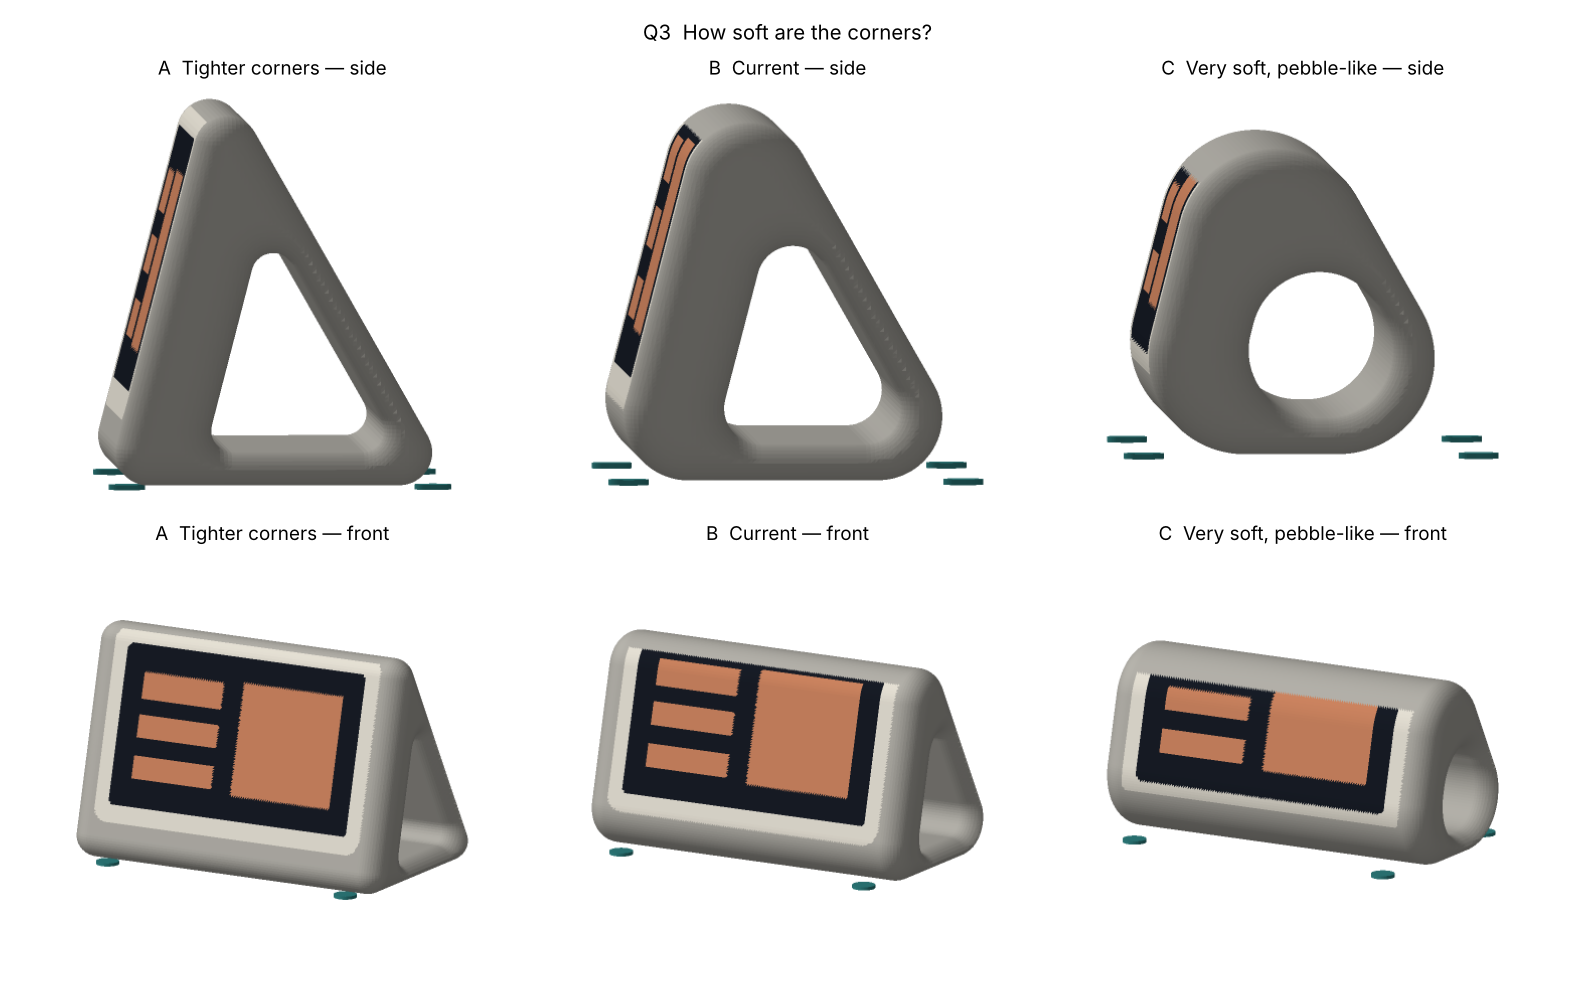 Q3  How soft are the corners?
A  Tighter corners — side
B  Current — side
C  Very soft, pebble-like — side
A  Tighter corners — front
B  Current — front
C  Very soft, pebble-like — front